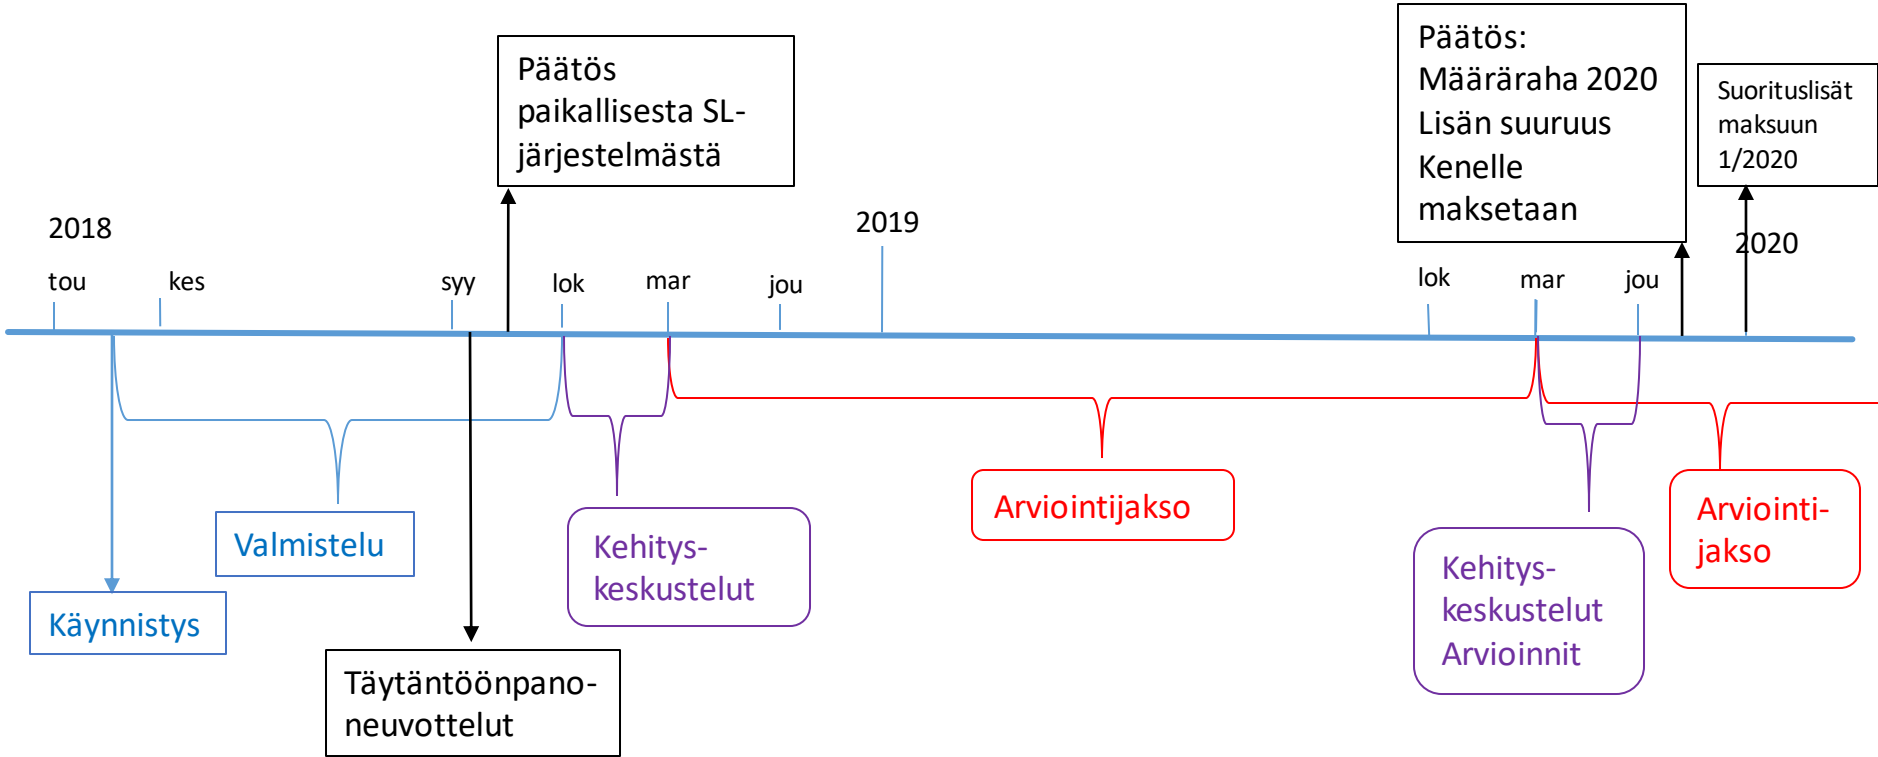 Päätös
paikallisesta SL-
järjestelmästä
Päätös:
Määräraha 2020
Lisän suuruus
Kenelle
maksetaan
Suorituslisät
maksuun
1/2020
2018
2019
2020
tou
kes
syy
lok
mar
jou
lok
mar
jou
Valmistelu
Käynnistys
Täytäntöönpano-
neuvottelut
Kehitys-
keskustelut
Arviointijakso
Kehitys-
keskustelut
Arvioinnit
Arviointi-
jakso